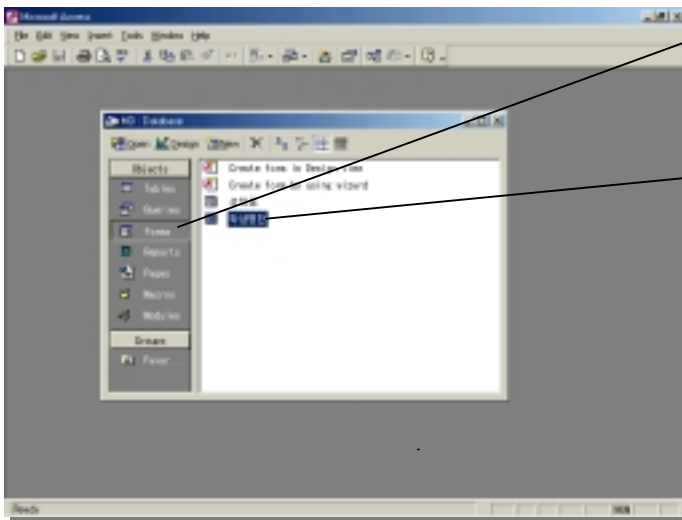 Microsoft Access
File Edit View Insert Tools Window Help
Database
Open Design New
Objects
Create form in Design view
Create form by using wizard
Tables
Queries
Forms
Reports
Pages
Macros
Modules
Groups
Favor...
Ready
NUM